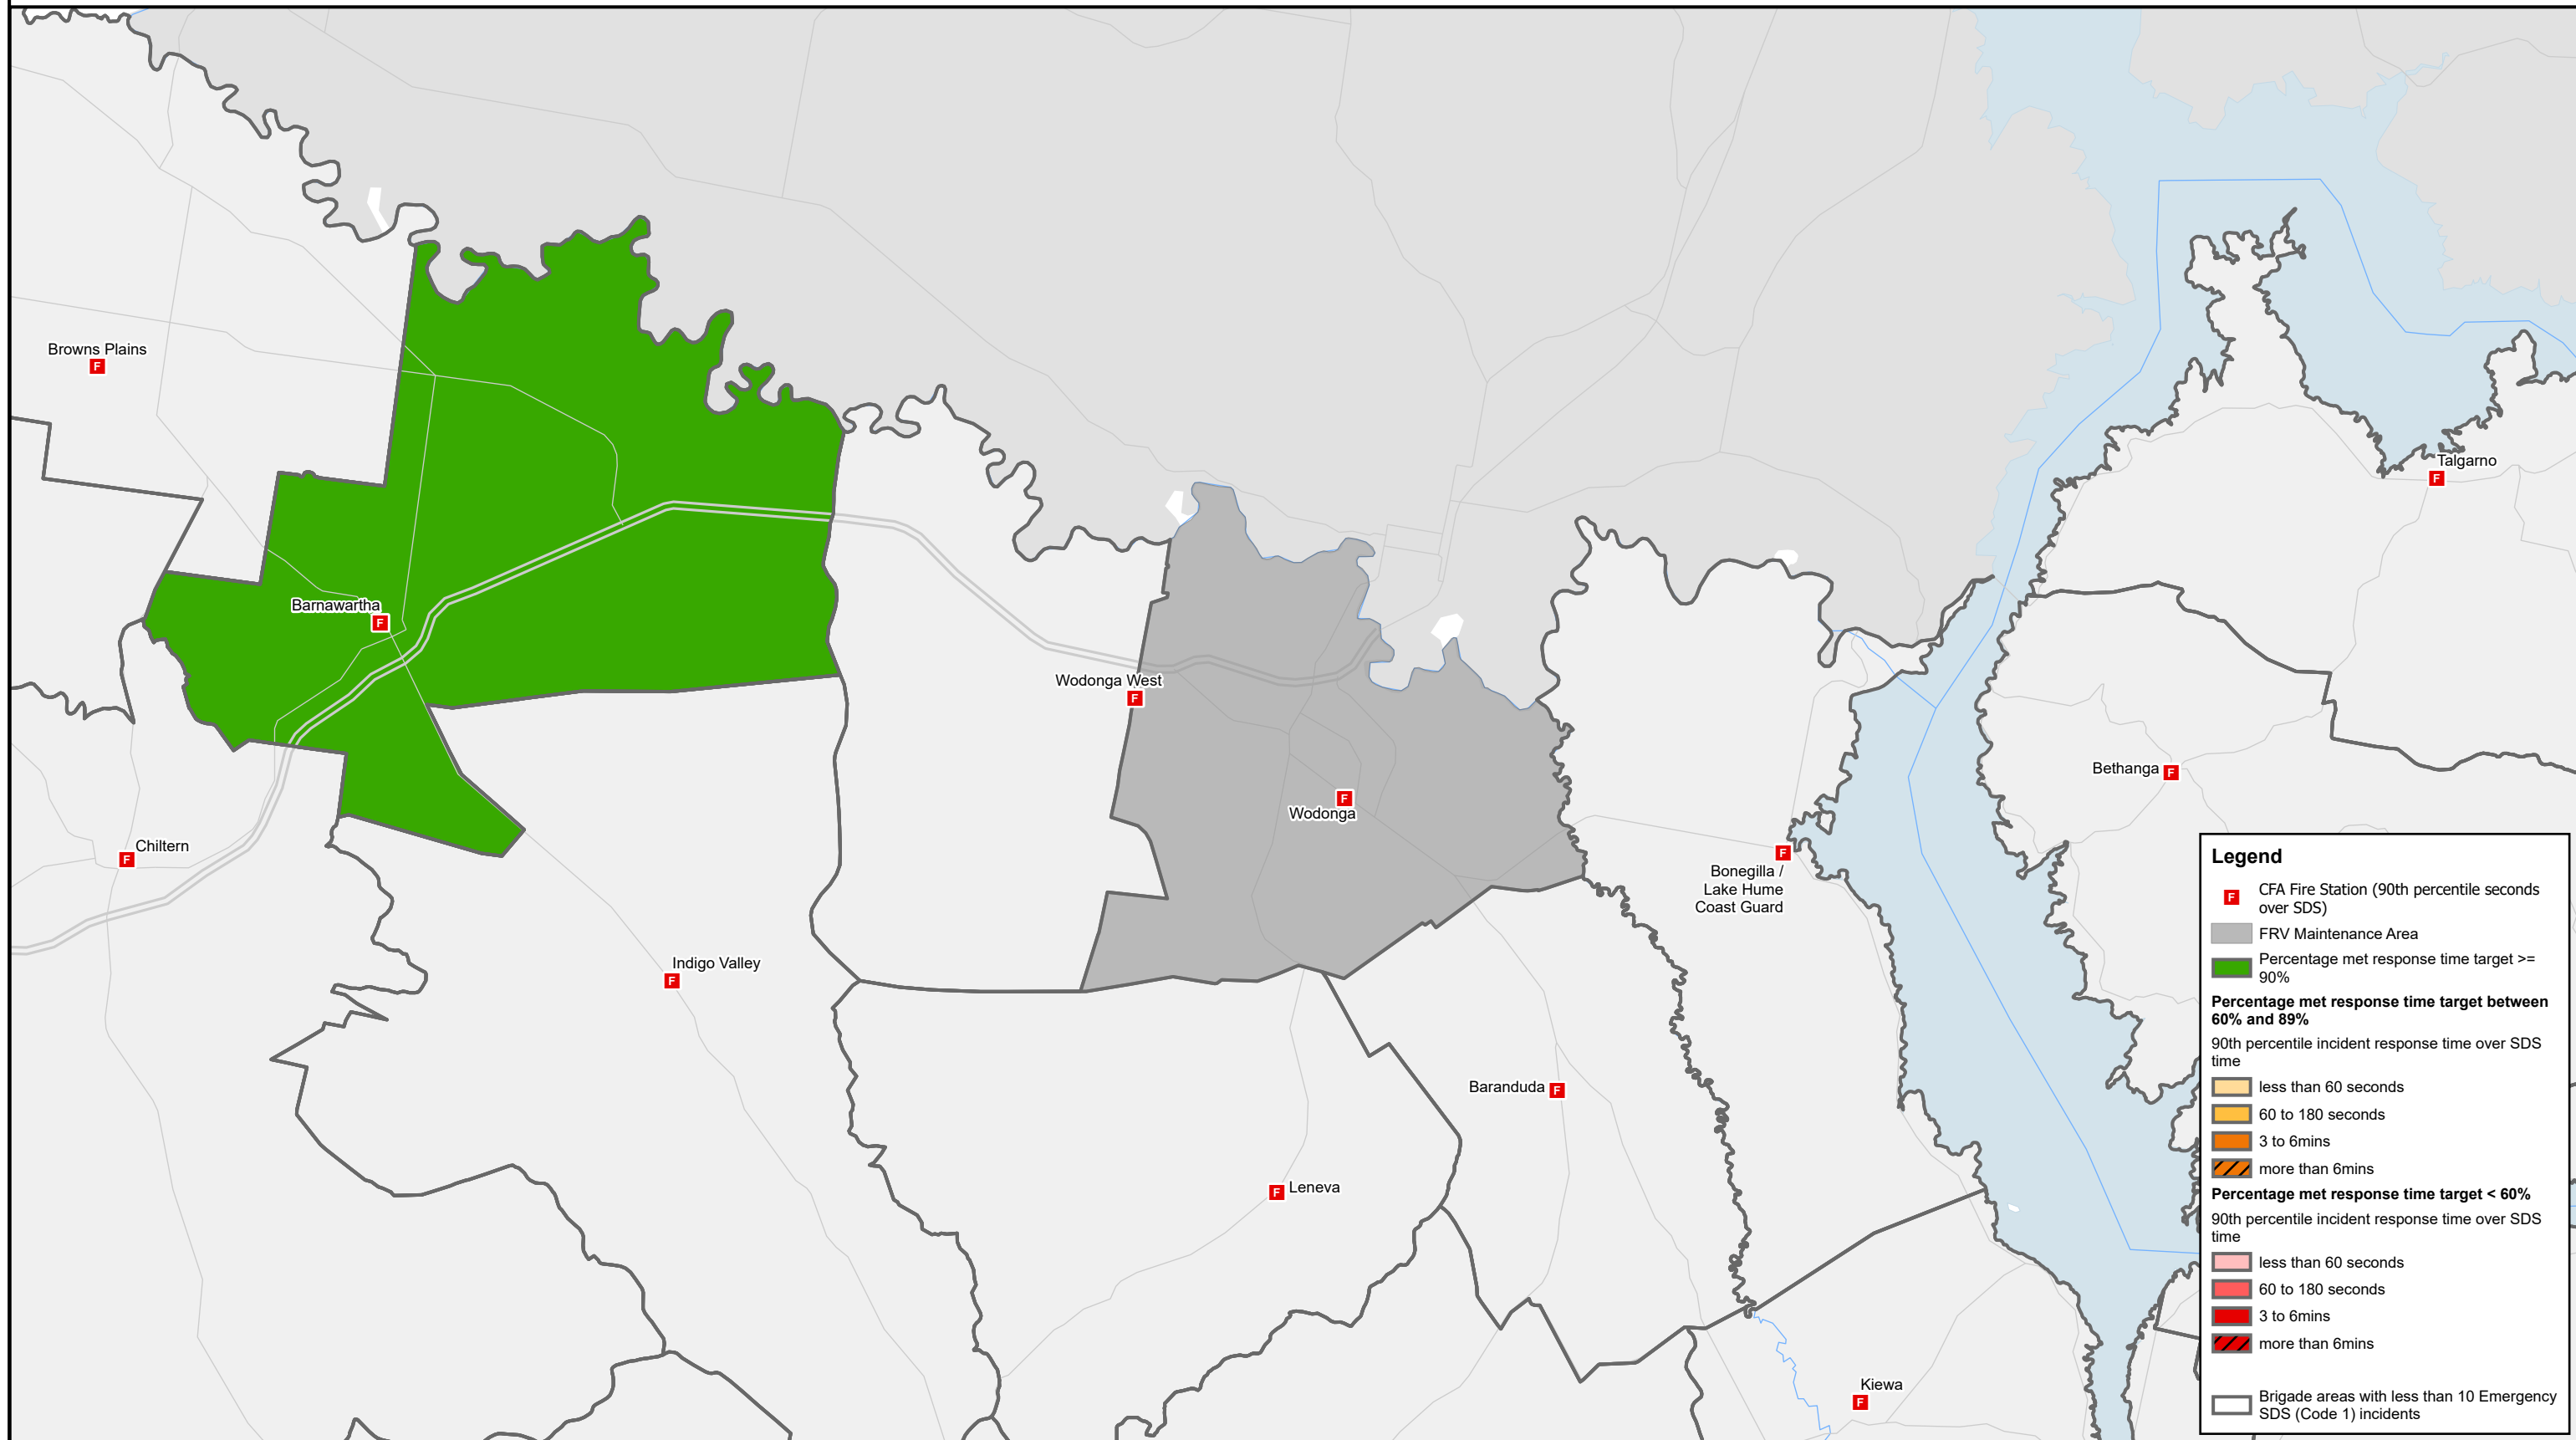 Browns Plains
F
Talgarno
F
Barnawartha
F
Wodonga West
F
Bethanga
F
F
Wodonga
Chiltern
F
F
Bonegilla /
Lake Hume
Coast Guard
Indigo Valley
F
Baranduda
F
Leneva
F
Kiewa
F
Legend
F
CFA Fire Station (90th percentile seconds
over SDS)
FRV Maintenance Area
Percentage met response time target >=
90%
Percentage met response time target between
60% and 89%
90th percentile incident response time over SDS
time
less than 60 seconds
60 to 180 seconds
3 to 6mins
more than 6mins
Percentage met response time target < 60%
90th percentile incident response time over SDS
time
less than 60 seconds
60 to 180 seconds
3 to 6mins
more than 6mins
Brigade areas with less than 10 Emergency
SDS (Code 1) incidents